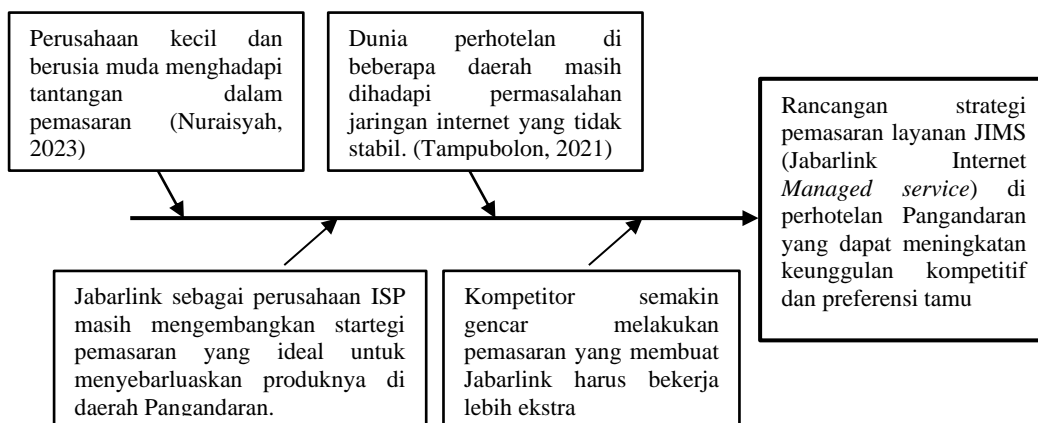 Perusahaan kecil dan
berusia muda menghadapi
tantangan dalam
pemasaran (Nuraisyah,
2023)
Dunia perhotelan di
beberapa daerah masih
dihadapi permasalahan
jaringan internet yang tidak
stabil. (Tampubolon, 2021)
Rancangan strategi
pemasaran layanan JIMS
(Jabarlink Internet
Managed service) di
perhotelan Pangandaran
yang dapat meningkatan
keunggulan kompetitif
dan preferensi tamu
Jabarlink sebagai perusahaan ISP
masih mengembangkan startegi
pemasaran yang ideal untuk
menyebarluaskan produknya di
daerah Pangandaran.
Kompetitor semakin
gencar melakukan
pemasaran yang membuat
Jabarlink harus bekerja
lebih ekstra